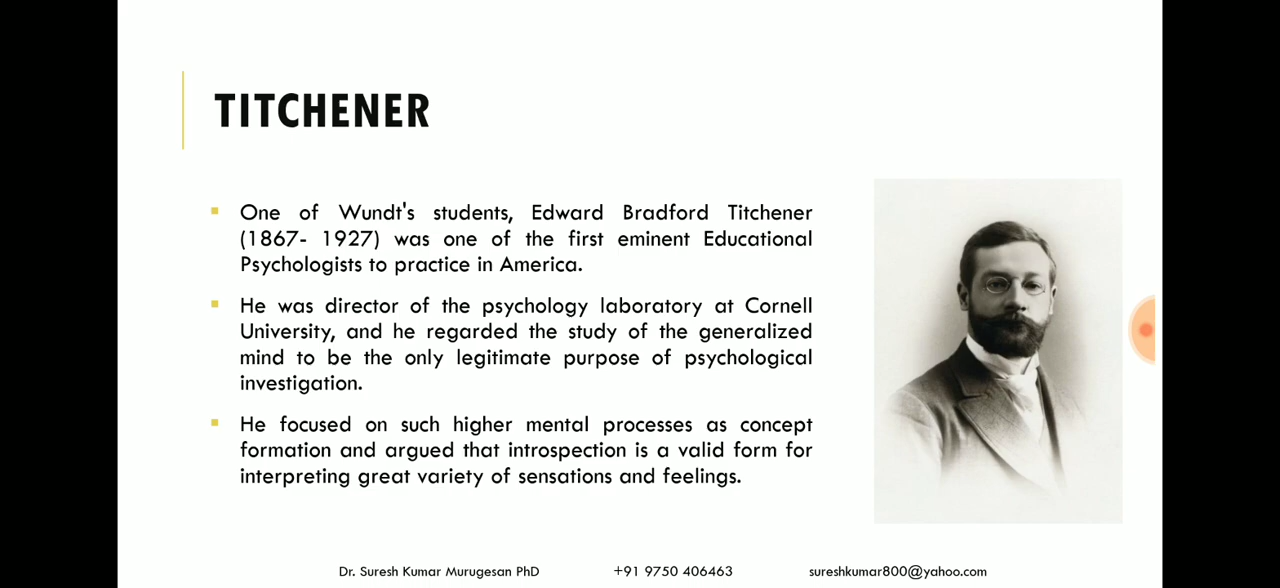 TITCHENER
One of Wundt's students, Edward Bradford Titchener
(1867- 1927) was one of the first eminent Educational
Psychologists to practice in America.
He was director of the psychology laboratory at Cornell
University, and he regarded the study of the generalized
mind to be the only legitimate purpose of psychological
investigation.
He focused on such higher mental processes as concept
formation and argued that introspection is a valid form for
interpreting great variety of sensations and feelings.
Dr. Suresh Kumar Murugesan PhD +91 9750 406463 sureshkumar800@yahoo.com